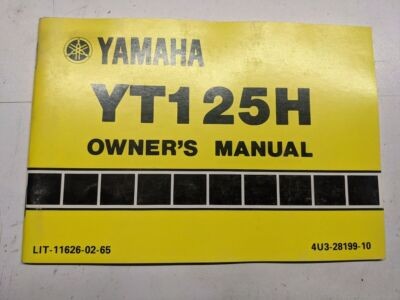 YAMAHA
YT125H
OWNER'S MANUAL
LIT-11626-02-65
4U3-28199-10